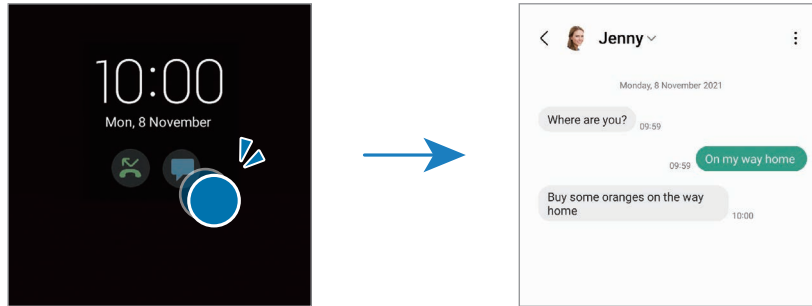 10:00
Mon, 8 November
Jenny
Monday, 8 November 2021
Where are you?
09:59
09:59
On my way home
Buy some oranges on the way
home
10:00